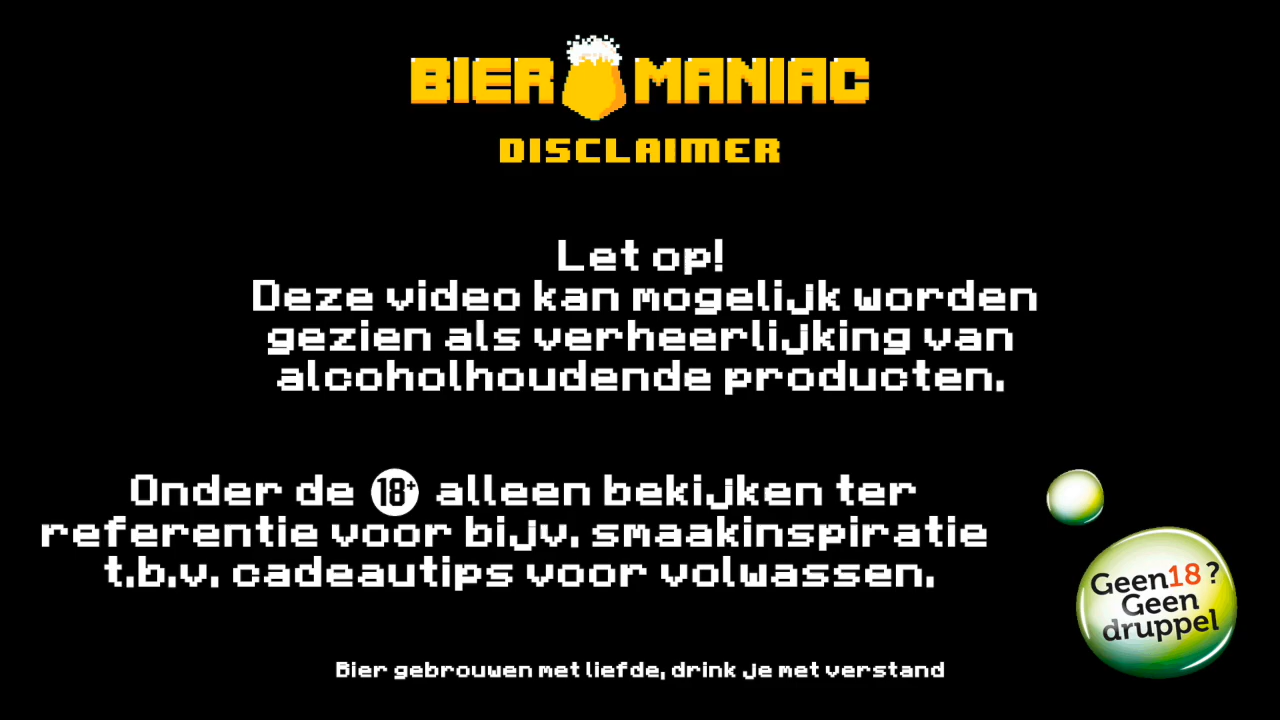 BIER MANIAC
DISCLAIMER
Let op!
Deze video kan mogelijk worden
gezien als verheerlijking van
alcoholhoudende producten.
Onder de 18+ alleen bekijken ter
referentie voor bijv. smaakinspiratie
t.b.v. cadeautips voor volwassen.
Geen18?
Geen
druppel
Bier gebrouwen met liefde, drink je met verstand